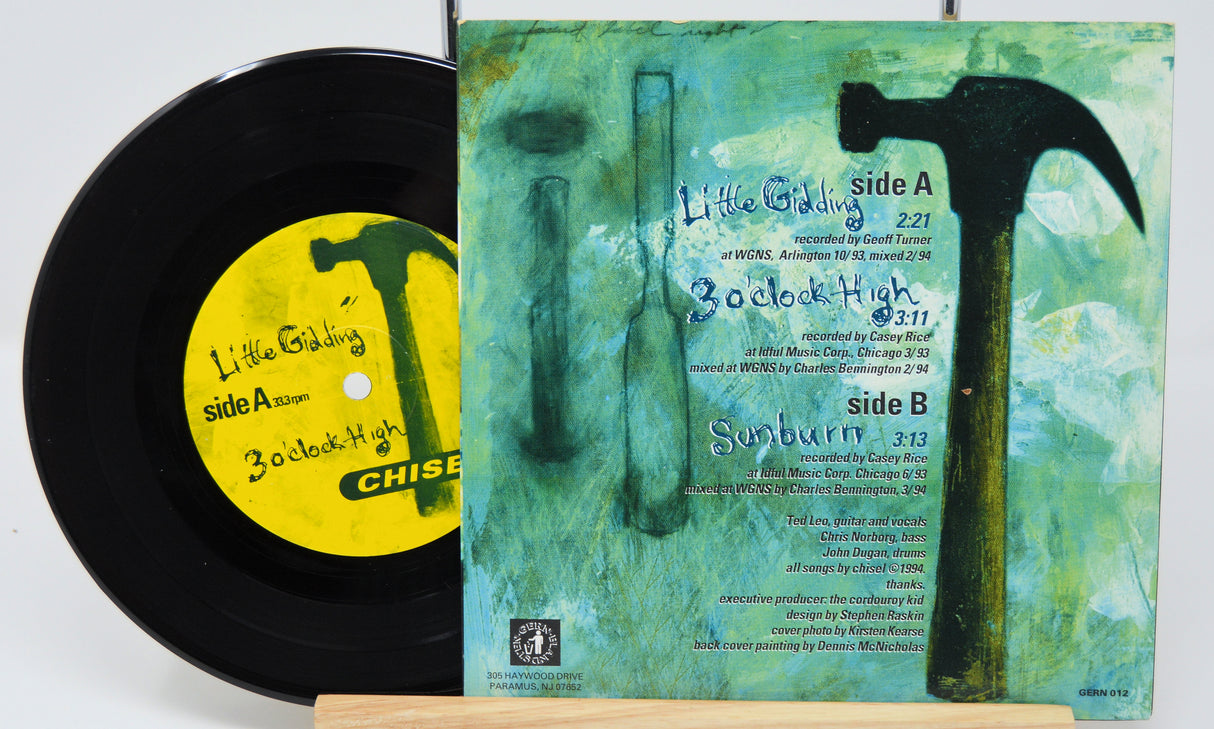 Little Gidding
side A 33.3 rpm
3 o'clock High
CHISE
side A
Little Gidding
2:21
recorded by Geoff Turner
at WGNS, Arlington 10/93, mixed 2/94
3 o'clock High
3:11
recorded by Casey Rice
at Idful Music Corp., Chicago 3/93
mixed at WGNS by Charles Bennington 2/94
side B
Sunburn 3:13
recorded by Casey Rice
at Idful Music Corp. Chicago 6/93
mixed at WGNS by Charles Bennington, 3/94
Ted Leo, guitar and vocals
Chris Norborg, bass
John Dugan, drums
all songs by chisel ©1994.
thanks.
executive producer: the cordouroy kid
design by Stephen Raskin
cover photo by Kirsten Kearse
back cover painting by Dennis McNicholas
GERN BLANDSTEN
305 HAYWOOD DRIVE
PARAMUS, NJ 07652
GERN 012